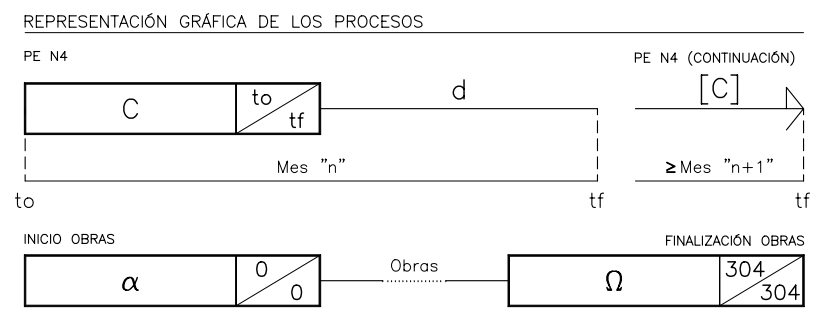 REPRESENTACIÓN GRÁFICA DE LOS PROCESOS
PE N4
PE N4 (CONTINUACIÓN)
C
to
tf
d
[C]
Mes "n"
≥Mes "n+1"
to
tf
tf
INICIO OBRAS
FINALIZACIÓN OBRAS
α
0
0
Obras
Ω
304
304